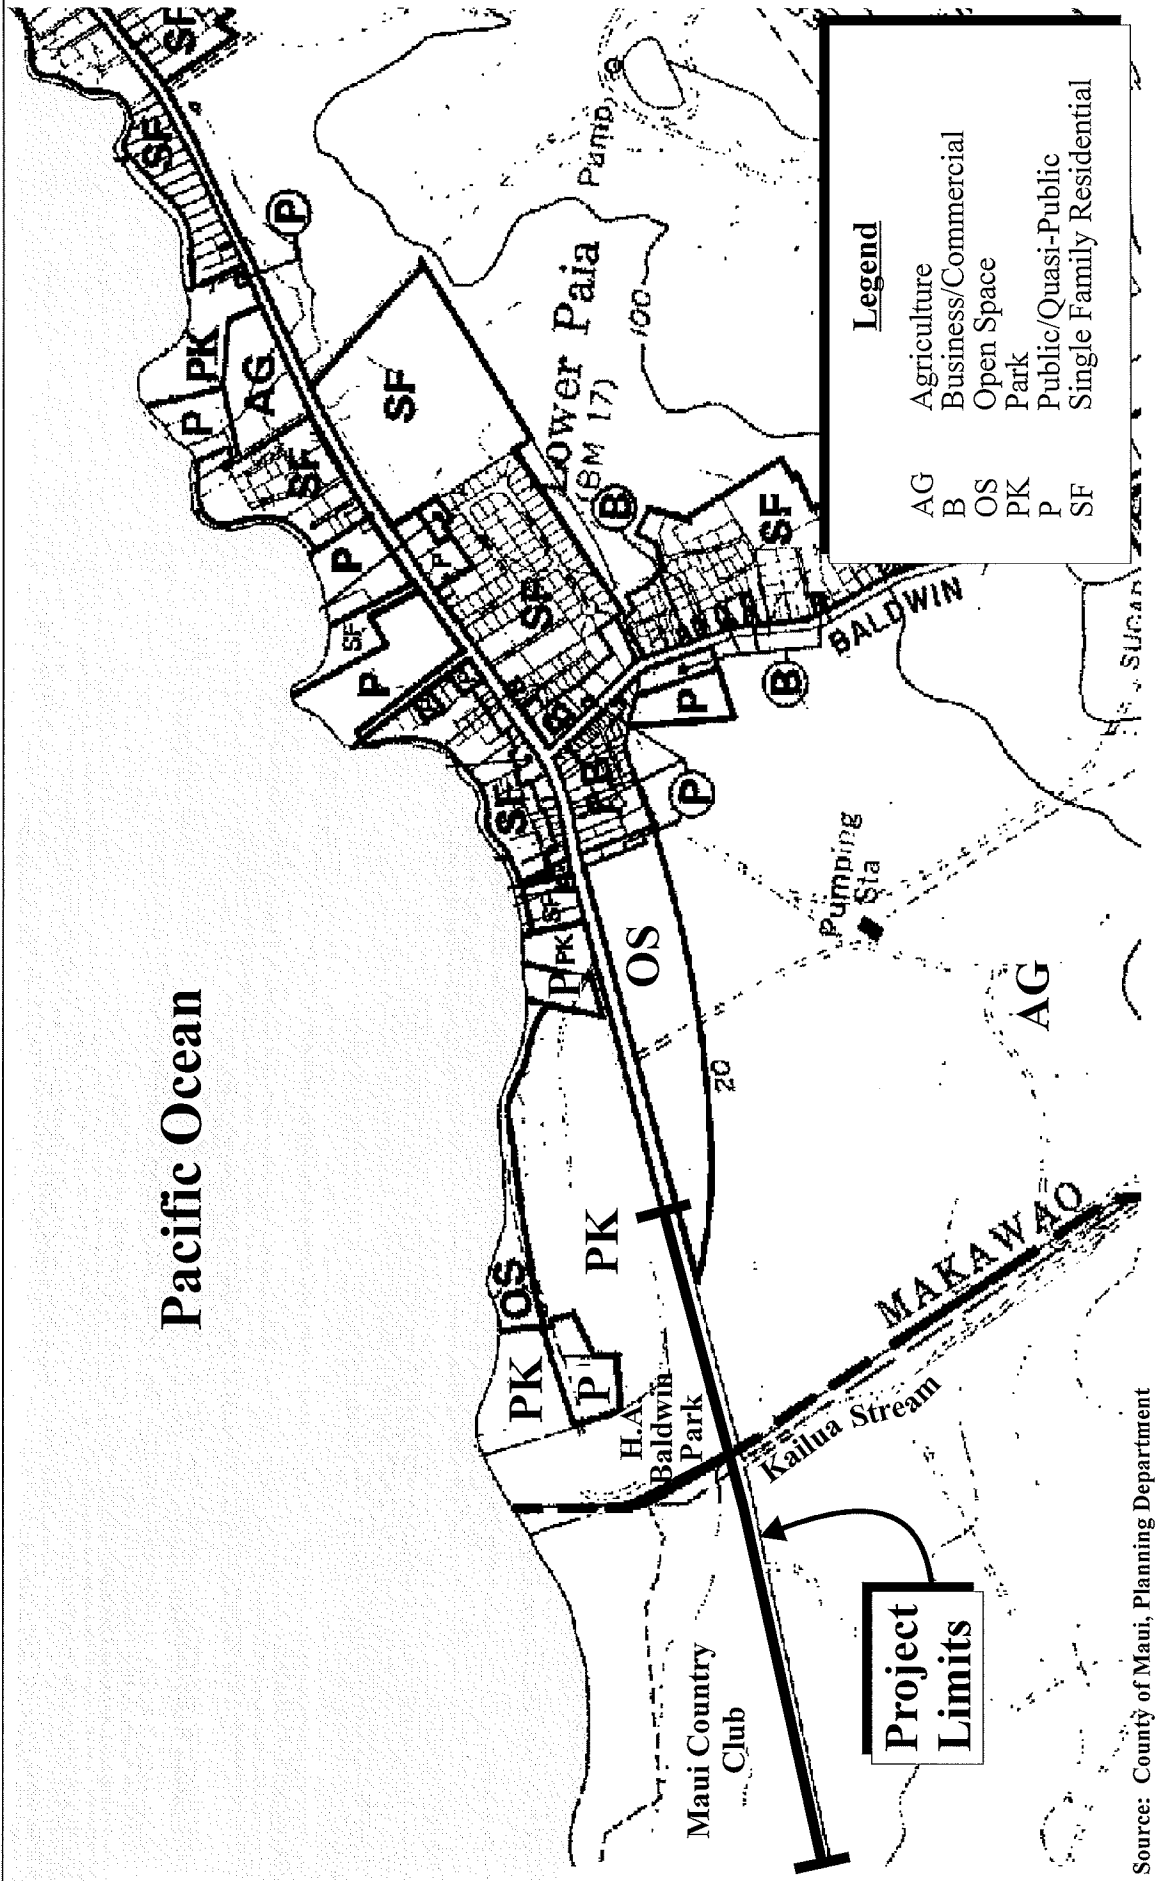 Pacific Ocean
SF
SF
P
PK
P
AG
SF
SF
P
P
SF
P
SF
SF
P
B
SF
B
P
P
SF
PK
OS
OS
PK
PK
P
AG
Pump
Lower Paia
(BM 17)
100
BALDWIN
Pumping
Sta
20
MAKAWAO
Kailua Stream
H.A.
Baldwin
Park
Maui Country
Club
Project
Limits
Legend
AG Agriculture
B Business/Commercial
OS Open Space
PK Park
P Public/Quasi-Public
SF Single Family Residential
Source: County of Maui, Planning Department